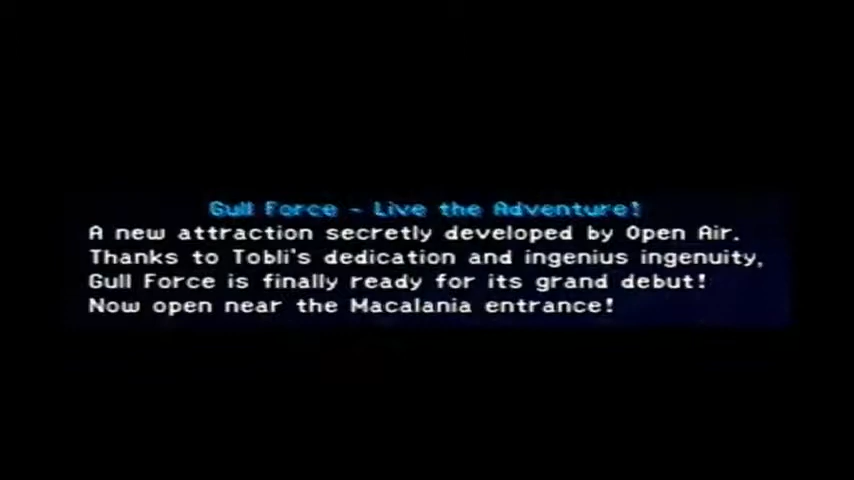 Gull Force - Live the Adventure!
A new attraction secretly developed by Open Air.
Thanks to Tobli's dedication and ingenius ingenuity,
Gull Force is finally ready for its grand debut!
Now open near the Macalania entrance!